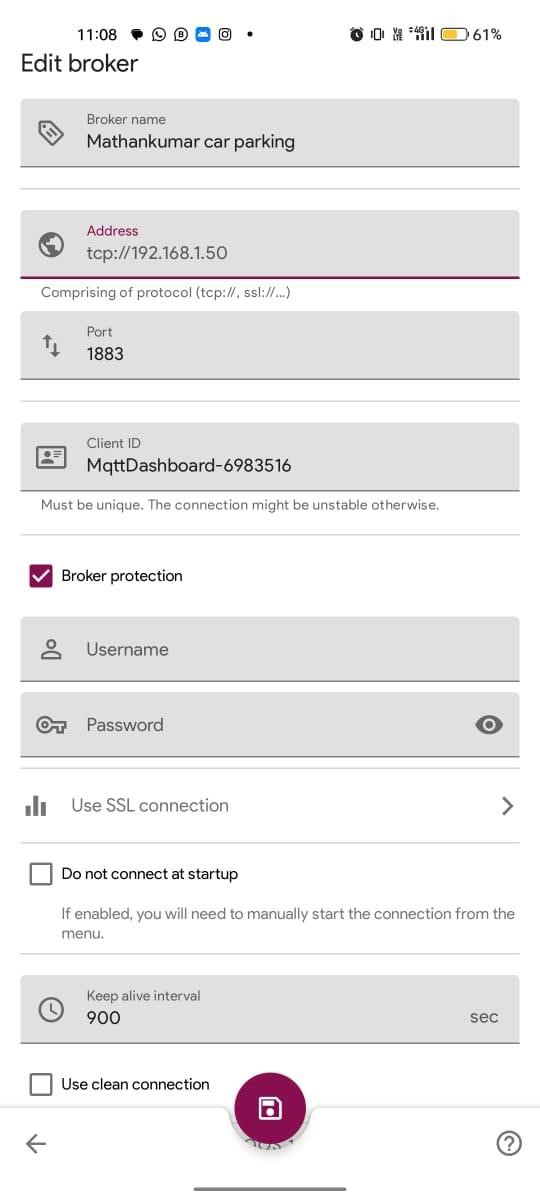 11:08
61%
Edit broker
Broker name
Mathankumar car parking
Address
tcp://192.168.1.50
Comprising of protocol (tcp://, ssl://...)
Port
1883
Client ID
MqttDashboard-6983516
Must be unique. The connection might be unstable otherwise.
Broker protection
Username
Password
Use SSL connection
Do not connect at startup
If enabled, you will need to manually start the connection from the
menu.
Keep alive interval
900
sec
Use clean connection